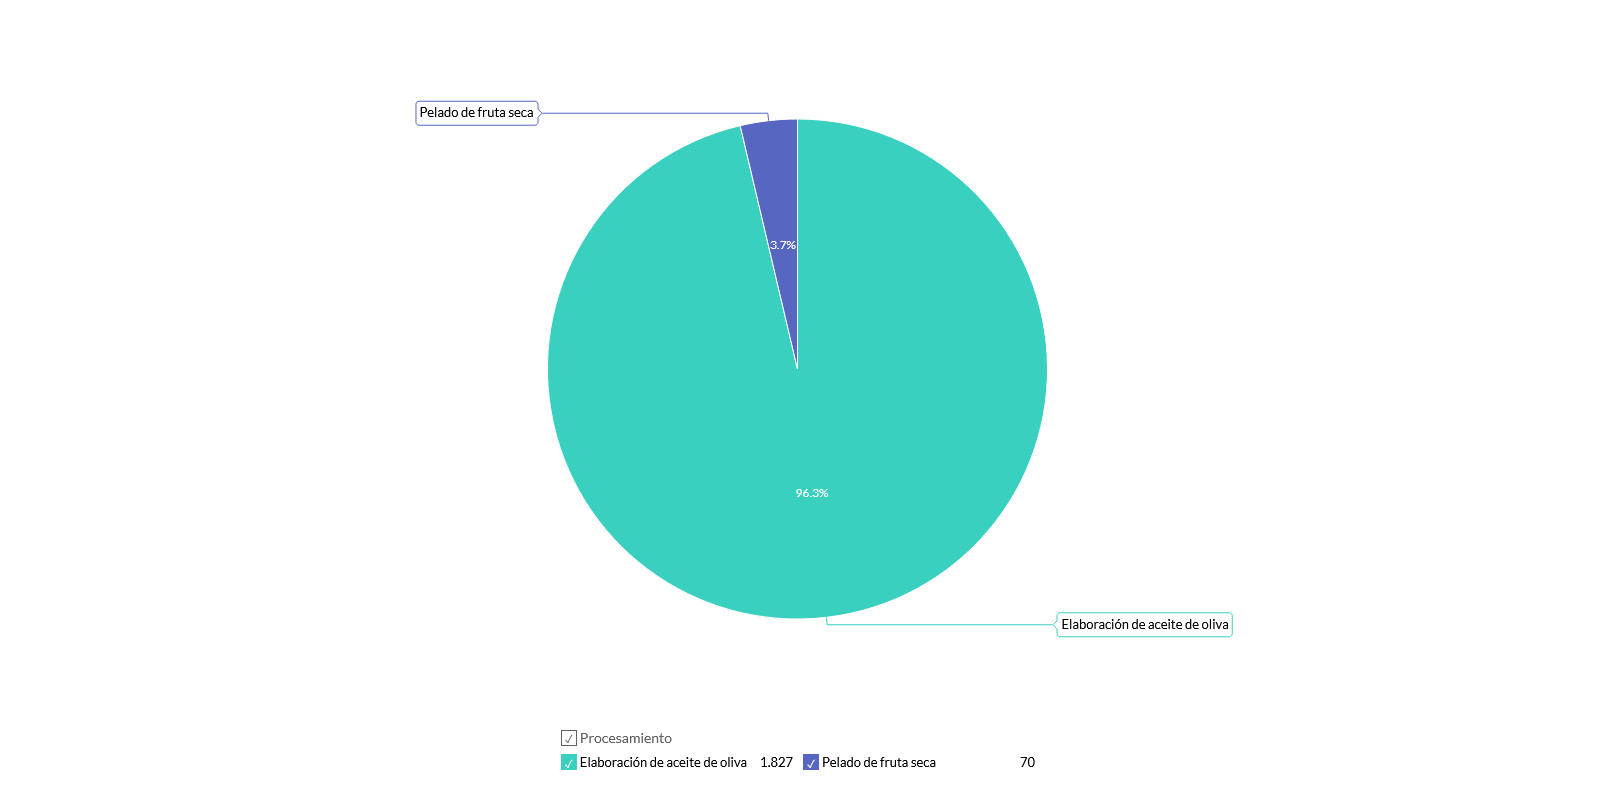 Pelado de fruta seca
3.7%
96.3%
Elaboración de aceite de oliva
Procesamiento
Elaboración de aceite de oliva 1.827 Pelado de fruta seca 70